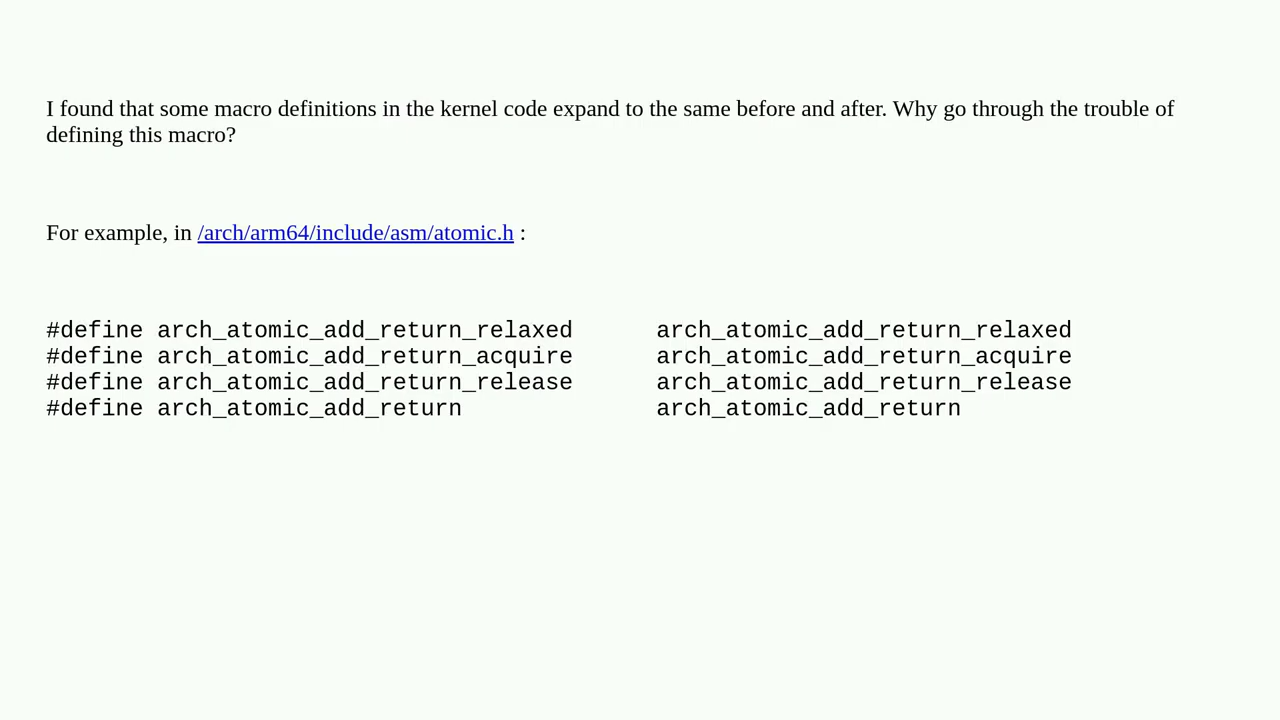 I found that some macro definitions in the kernel code expand to the same before and after. Why go through the trouble of
defining this macro?
For example, in /arch/arm64/include/asm/atomic.h :
#define arch_atomic_add_return_relaxed      arch_atomic_add_return_relaxed
#define arch_atomic_add_return_acquire      arch_atomic_add_return_acquire
#define arch_atomic_add_return_release      arch_atomic_add_return_release
#define arch_atomic_add_return              arch_atomic_add_return